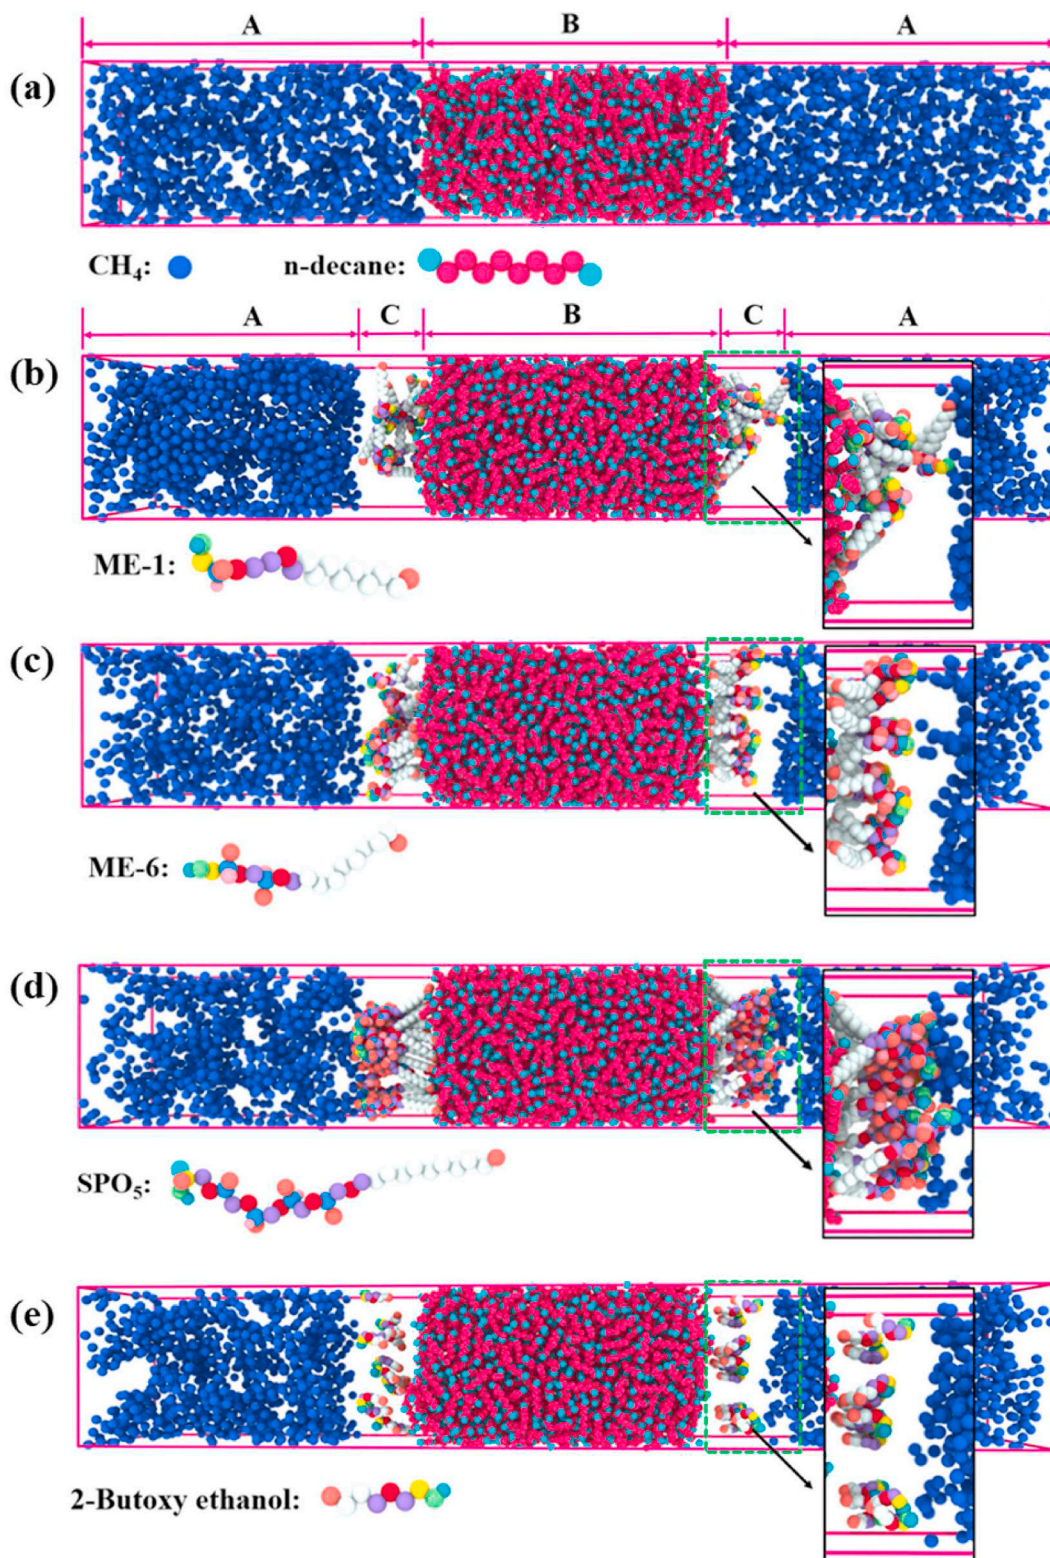 A B A
(a)
CH₄: n-decane:
A C B C A
(b)
ME-1:
(c)
ME-6:
(d)
SPO₅:
(e)
2-Butoxy ethanol: